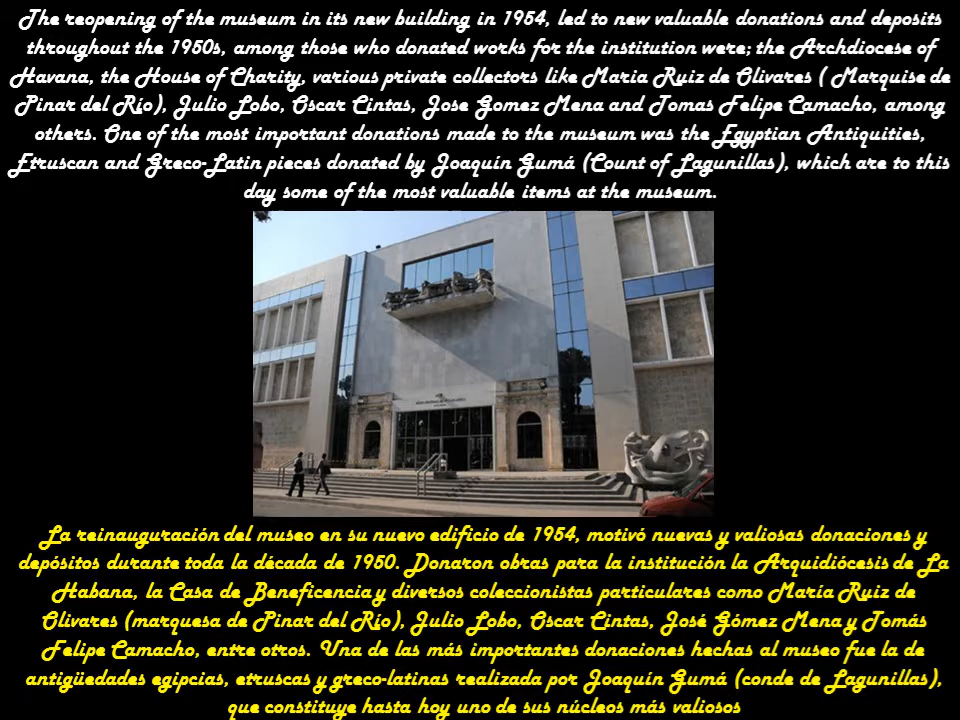 The reopening of the museum in its new building in 1954, led to new valuable donations and deposits
throughout the 1950s, among those who donated works for the institution were; the Archdiocese of
Havana, the House of Charity, various private collectors like Maria Ruiz de Olivares ( Marquise de
Pinar del Río), Julio Lobo, Oscar Cintas, Jose Gomez Mena and Tomas Felipe Camacho, among
others. One of the most important donations made to the museum was the Egyptian Antiquities,
Etruscan and Greco-Latin pieces donated by Joaquín Gumá (Count of Lagunillas), which are to this
day some of the most valuable items at the museum.
La reinauguración del museo en su nuevo edificio de 1954, motivó nuevas y valiosas donaciones y
depósitos durante toda la década de 1950. Donaron obras para la institución la Arquidiócesis de La
Habana, la Casa de Beneficencia y diversos coleccionistas particulares como María Ruiz de
Olivares (marquesa de Pinar del Río), Julio Lobo, Oscar Cintas, José Gómez Mena y Tomás
Felipe Camacho, entre otros. Una de las más importantes donaciones hechas al museo fue la de
antigüedades egipcias, etruscas y greco-latinas realizada por Joaquín Gumá (conde de Lagunillas),
que constituye hasta hoy uno de sus núcleos más valiosos